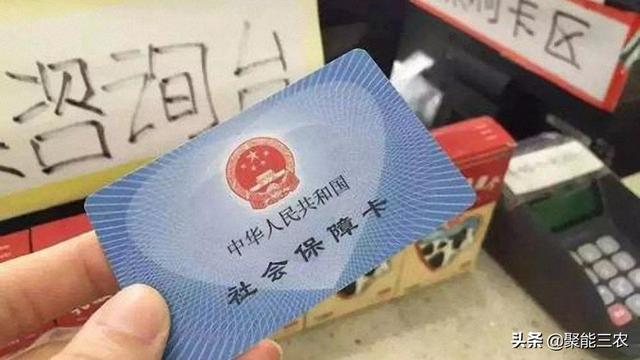 咨询台
刷卡区
中华人民共和国
社会保障卡
头条 @聚能三农